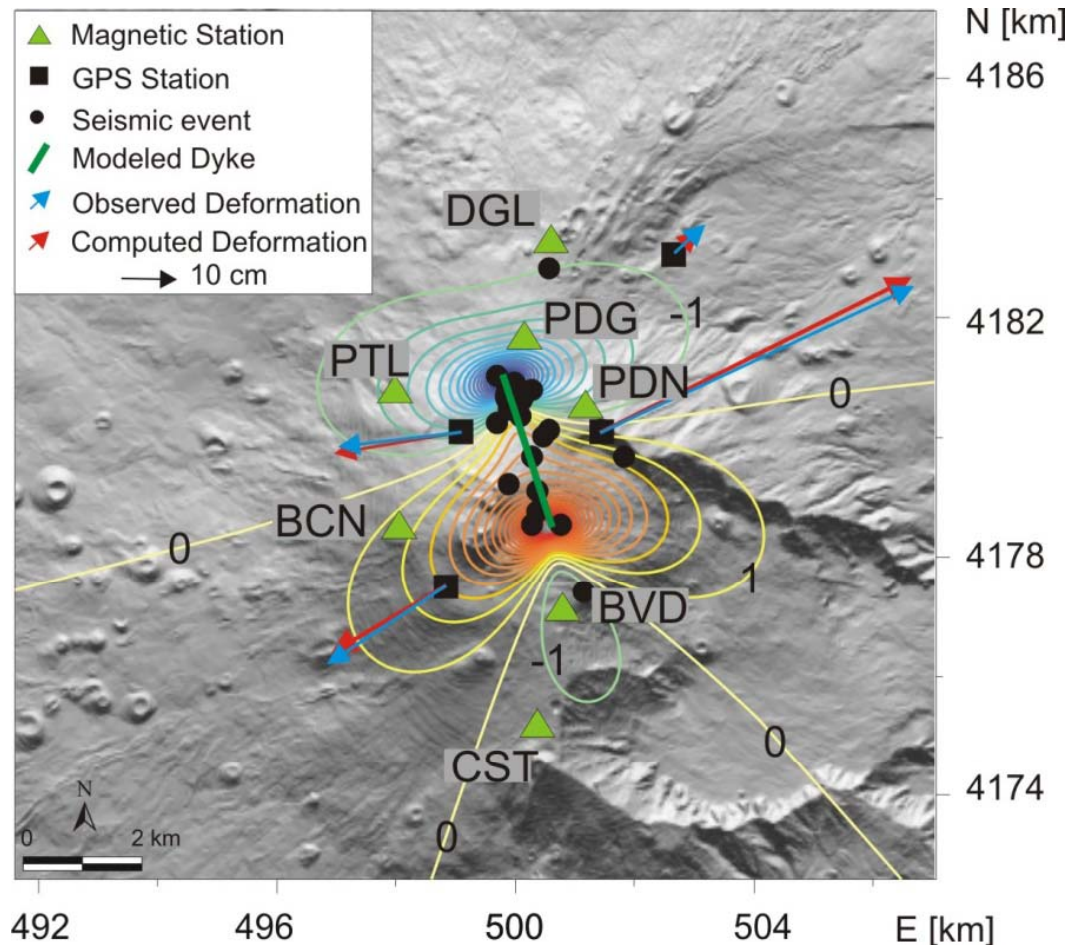 Magnetic Station
GPS Station
Seismic event
Modeled Dyke
Observed Deformation
Computed Deformation
10 cm
N [km]
4186
4182
4178
4174
DGL
PDG
-1
PTL
PDN
0
BCN
0
1
BVD
-1
0
CST
0
N
0 2 km
492 496 500 504 E [km]